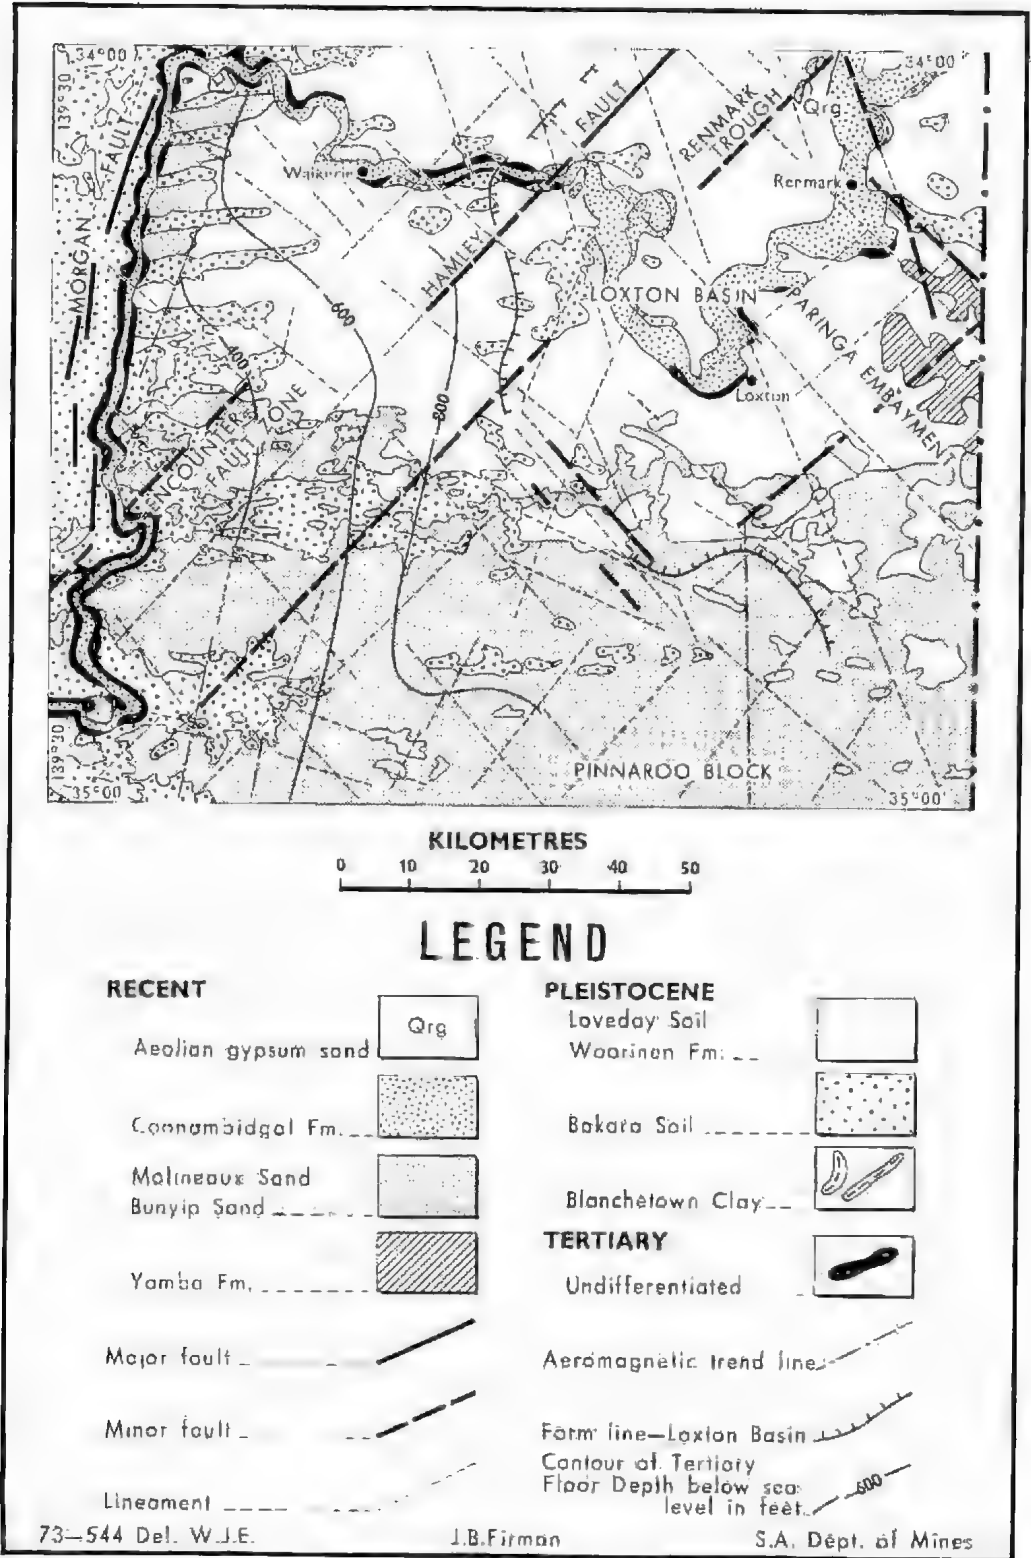 34°00
34°00
139°30
MORGAN FAULT
Waikerie
HAMLEY FAULT
RENMARK TROUGH
Qrg
Renmark
LOXTON BASIN
PARINGA EMBAYMENT
Loxton
600
400
800
ENCOUNTER FAULT ZONE
PINNAROO BLOCK
139°30
35°00
35°00'
KILOMETRES
0 10 20 30 40 50
LEGEND
RECENT
Aeolian gypsum sand
Qrg
Coonambidgal Fm.
Molineaux Sand
Bunyip Sand
Yamba Fm.
Major fault
Minor fault
Lineament
PLEISTOCENE
Loveday Soil
Woorinen Fm.
Bakara Soil
Blanchetown Clay
TERTIARY
Undifferentiated
Aeromagnetic trend line
Form line—Loxton Basin
Contour of Tertiary
Floor Depth below sea
level in feet
600
73-544 Del. W.J.E.
J.B.Firman
S.A. Dept. of Mines